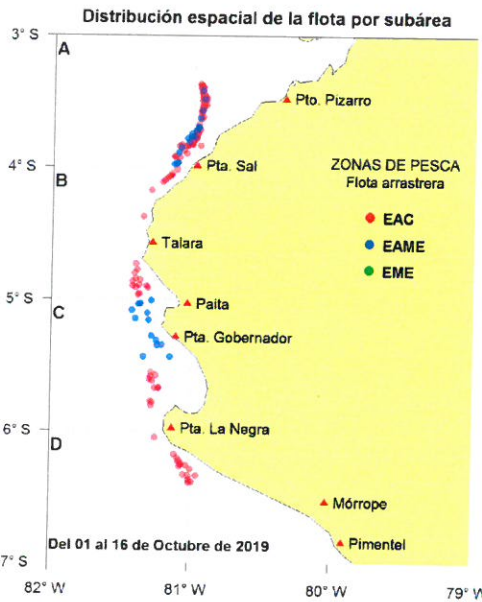 Distribución espacial de la flota por subárea
3° S
A
Pto. Pizarro
4° S
Pta. Sal
ZONAS DE PESCA
B
Flota arrastrera
EAC
Talara
EAME
EME
5° S
Paita
C
Pta. Gobernador
6° S
Pta. La Negra
D
Mórrope
Del 01 al 16 de Octubre de 2019
Pimentel
7° S
82° W 81° W 80° W 79° W